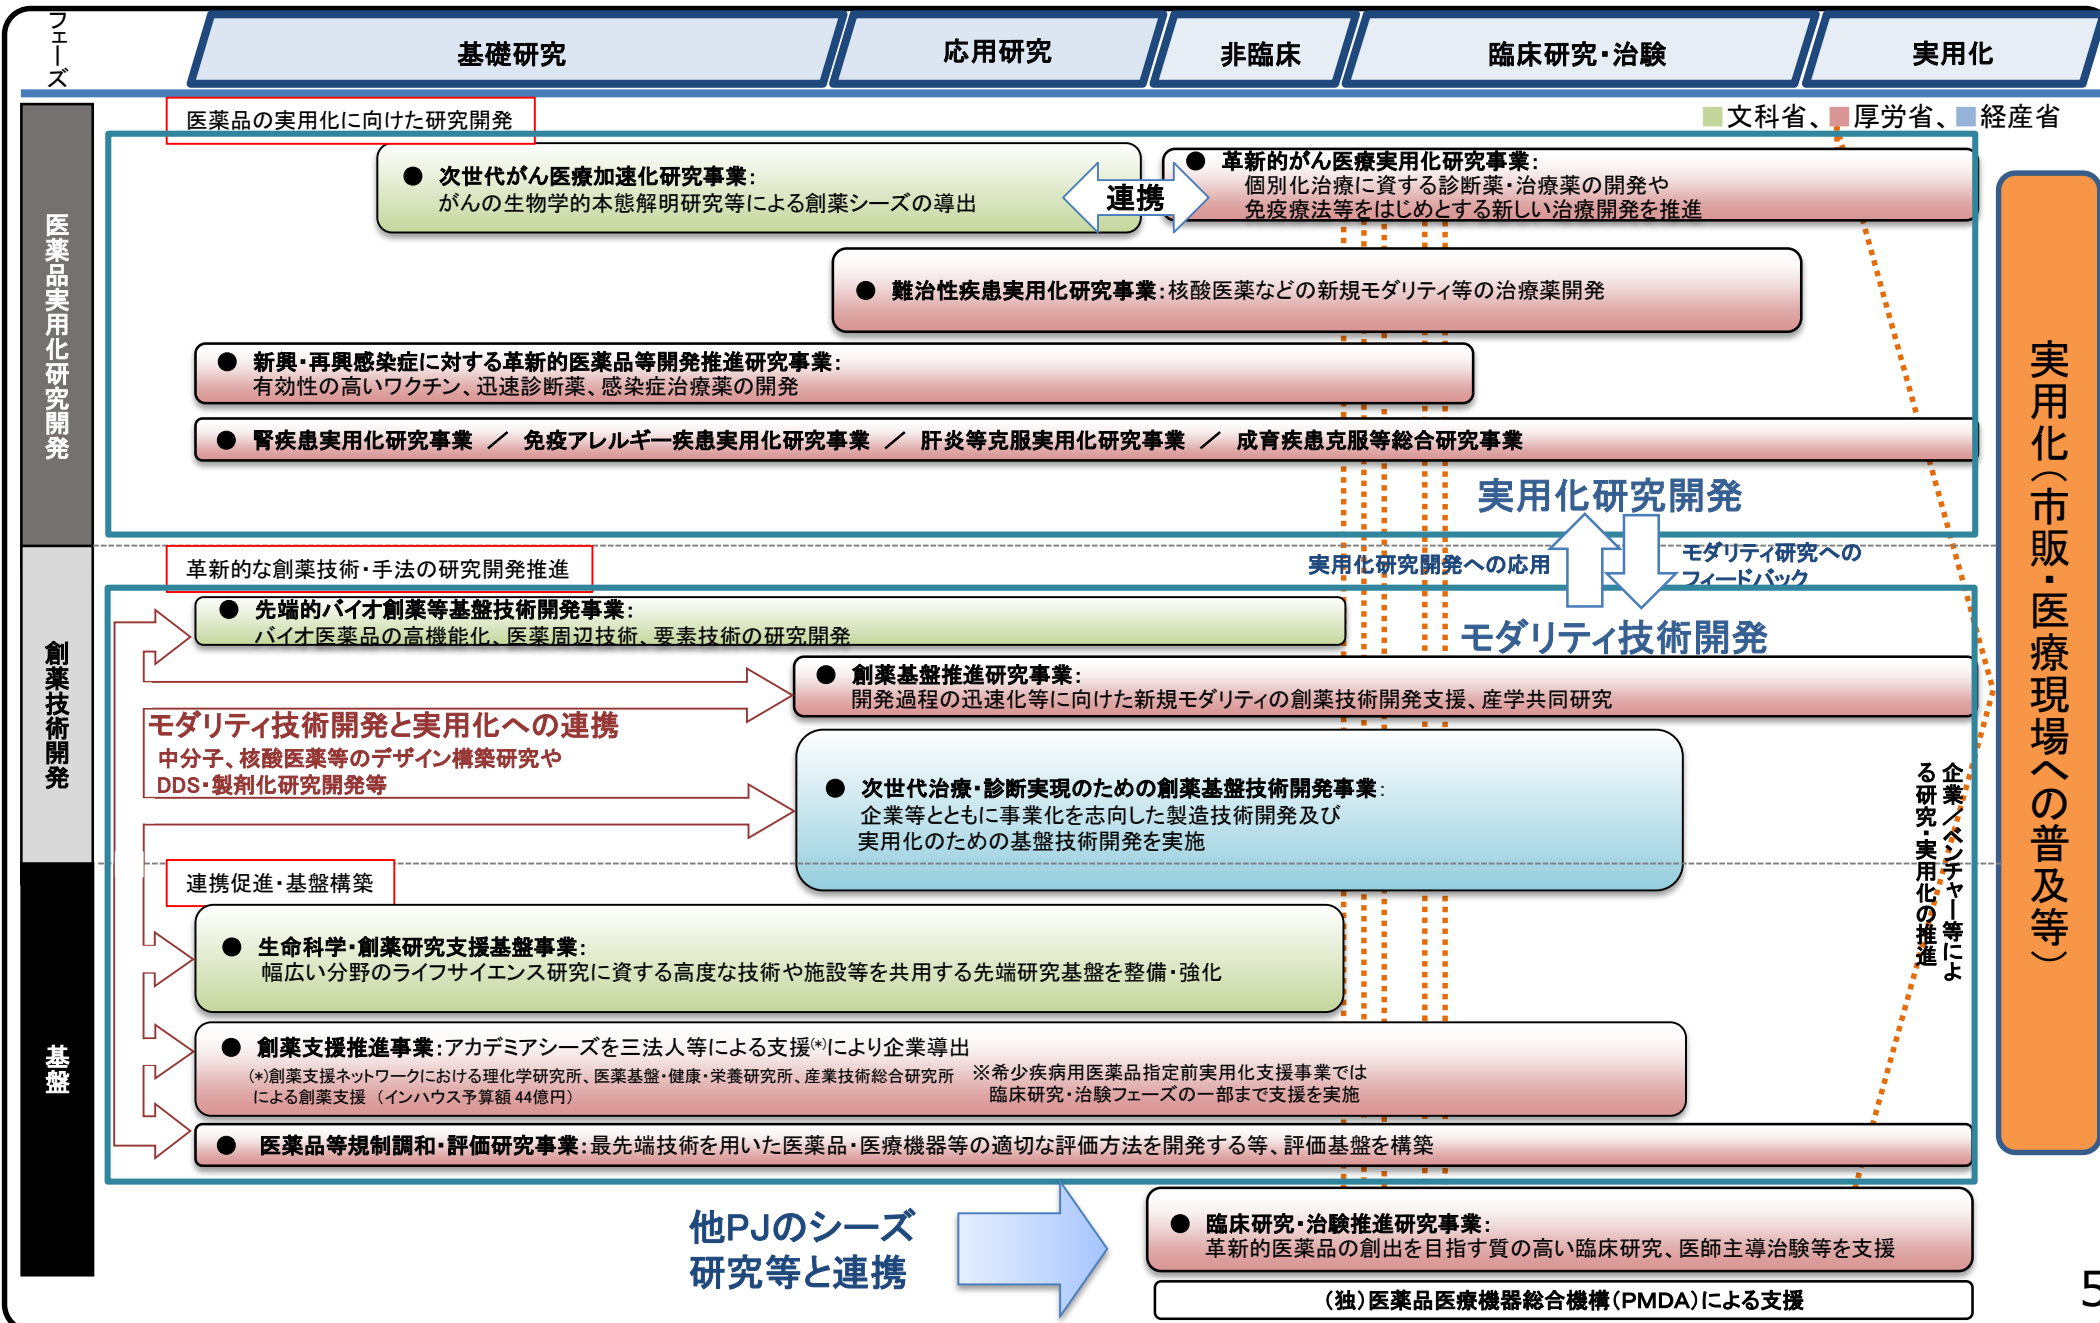 フェーズ
基礎研究
応用研究
非臨床
臨床研究・治験
実用化
文科省、厚労省、経産省
医薬品実用化研究開発
医薬品の実用化に向けた研究開発
● 次世代がん医療加速化研究事業:
がんの生物学的本態解明研究等による創薬シーズの導出
連携
● 革新的がん医療実用化研究事業:
個別化治療に資する診断薬・治療薬の開発や
免疫療法等をはじめとする新しい治療開発を推進
● 難治性疾患実用化研究事業:核酸医薬などの新規モダリティ等の治療薬開発
● 新興・再興感染症に対する革新的医薬品等開発推進研究事業:
有効性の高いワクチン、迅速診断薬、感染症治療薬の開発
● 腎疾患実用化研究事業 ／ 免疫アレルギー疾患実用化研究事業 ／ 肝炎等克服実用化研究事業 ／ 成育疾患克服等総合研究事業
実用化研究開発
実用化研究開発への応用
モダリティ研究への
フィードバック
モダリティ技術開発
創薬技術開発
革新的な創薬技術・手法の研究開発推進
● 先端的バイオ創薬等基盤技術開発事業:
バイオ医薬品の高機能化、医薬周辺技術、要素技術の研究開発
● 創薬基盤推進研究事業:
開発過程の迅速化等に向けた新規モダリティの創薬技術開発支援、産学共同研究
モダリティ技術開発と実用化への連携
中分子、核酸医薬等のデザイン構築研究や
DDS・製剤化研究開発等
● 次世代治療・診断実現のための創薬基盤技術開発事業:
企業等とともに事業化を志向した製造技術開発及び
実用化のための基盤技術開発を実施
企業／ベンチャー等によ
る研究・実用化の推進
基盤
連携促進・基盤構築
● 生命科学・創薬研究支援基盤事業:
幅広い分野のライフサイエンス研究に資する高度な技術や施設等を共用する先端研究基盤を整備・強化
● 創薬支援推進事業:アカデミアシーズを三法人等による支援(*)により企業導出
(*)創薬支援ネットワークにおける理化学研究所、医薬基盤・健康・栄養研究所、産業技術総合研究所
による創薬支援 （インハウス予算額 44億円）
※希少疾病用医薬品指定前実用化支援事業では
臨床研究・治験フェーズの一部まで支援を実施
● 医薬品等規制調和・評価研究事業:最先端技術を用いた医薬品・医療機器等の適切な評価方法を開発する等、評価基盤を構築
他PJのシーズ
研究等と連携
● 臨床研究・治験推進研究事業:
革新的医薬品の創出を目指す質の高い臨床研究、医師主導治験等を支援
（独）医薬品医療機器総合機構（PMDA）による支援
実用化（市販・医療現場への普及等）
5